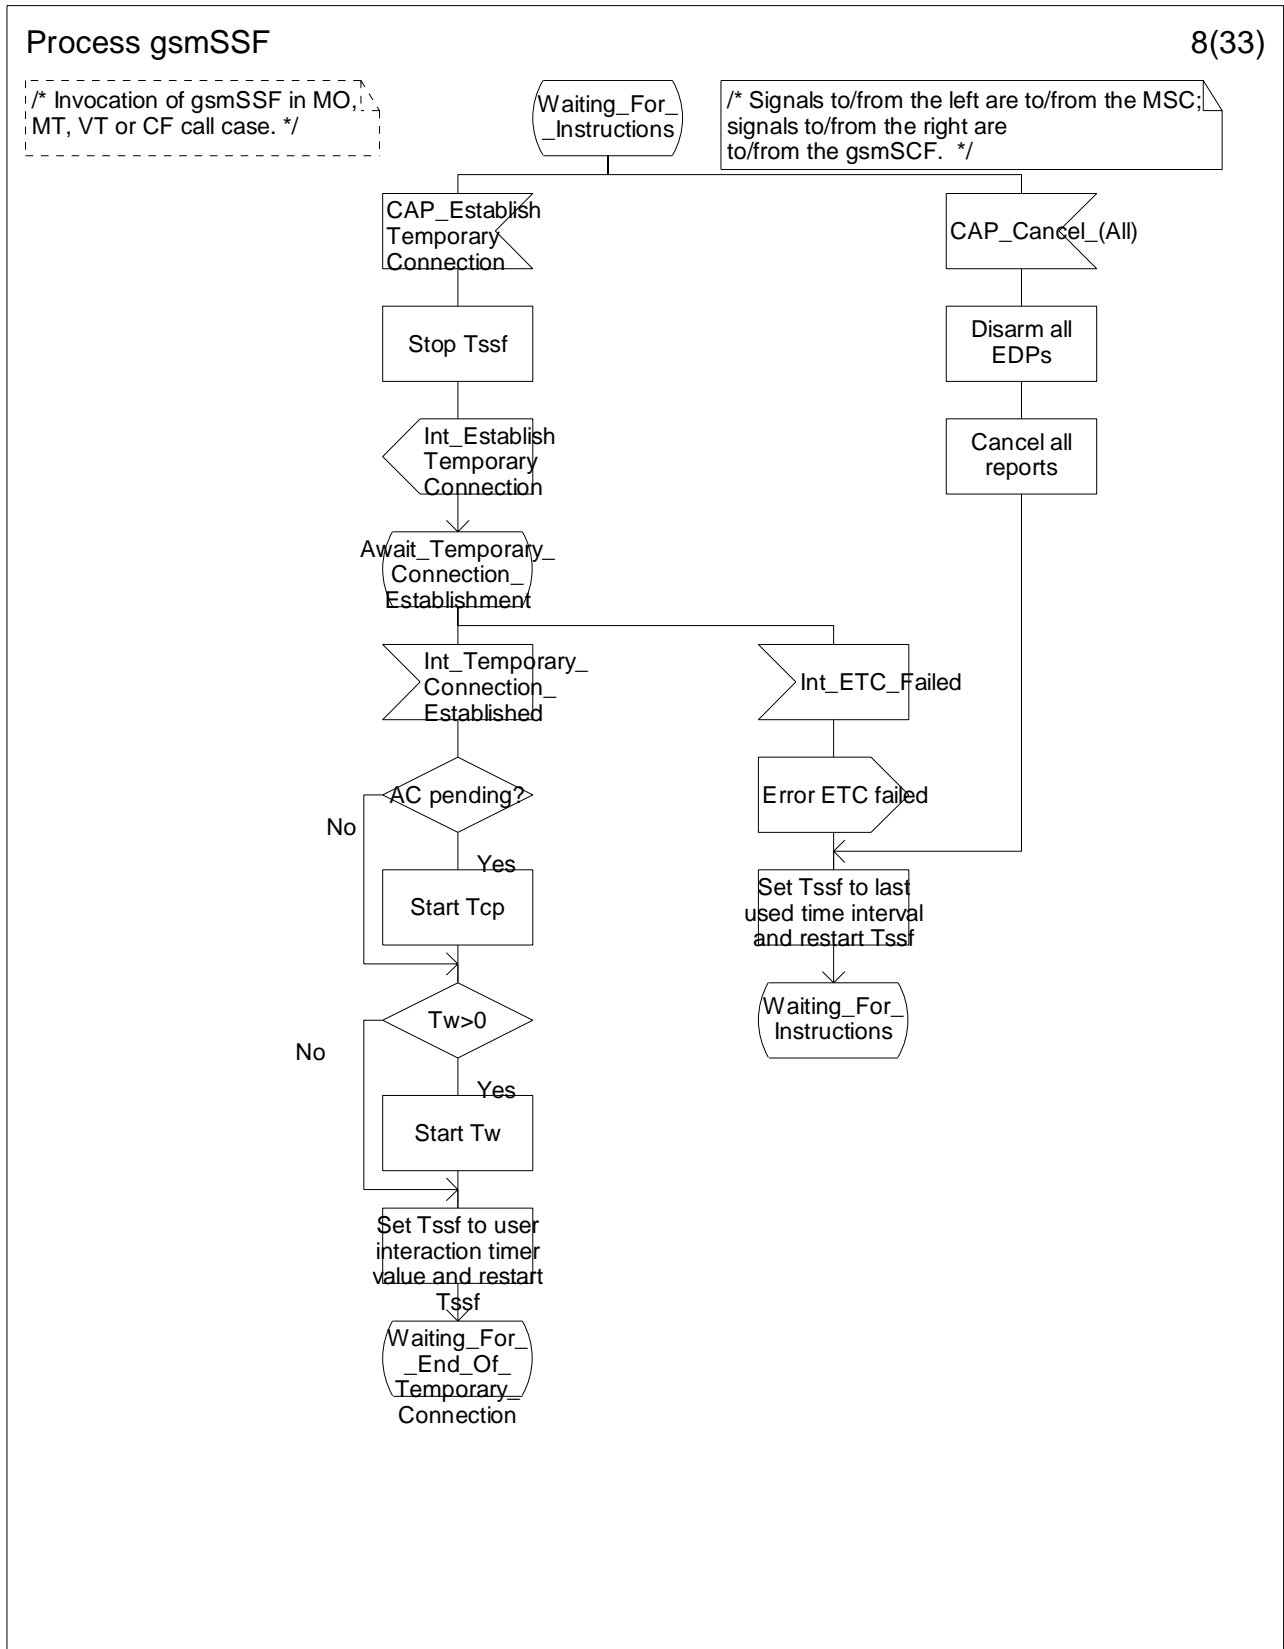 Process gsmSSF
8(33)
/* Invocation of gsmSSF in MO,
MT, VT or CF call case. */
Waiting_For_
_Instructions
/* Signals to/from the left are to/from the MSC;
signals to/from the right are
to/from the gsmSCF. */
CAP_Establish
Temporary
Connection
CAP_Cancel_(All)
Stop Tssf
Disarm all
EDPs
Int_Establish
Temporary
Connection
Cancel all
reports
Await_Temporary_
Connection_
Establishment
Int_Temporary_
Connection_
Established
Int_ETC_Failed
AC pending?
Error ETC failed
No
Yes
Start Tcp
Set Tssf to last
used time interval
and restart Tssf
Tw>0
Waiting_For_
Instructions
No
Yes
Start Tw
Set Tssf to user
interaction timer
value and restart
Tssf
Waiting_For_
_End_Of_
Temporary_
Connection